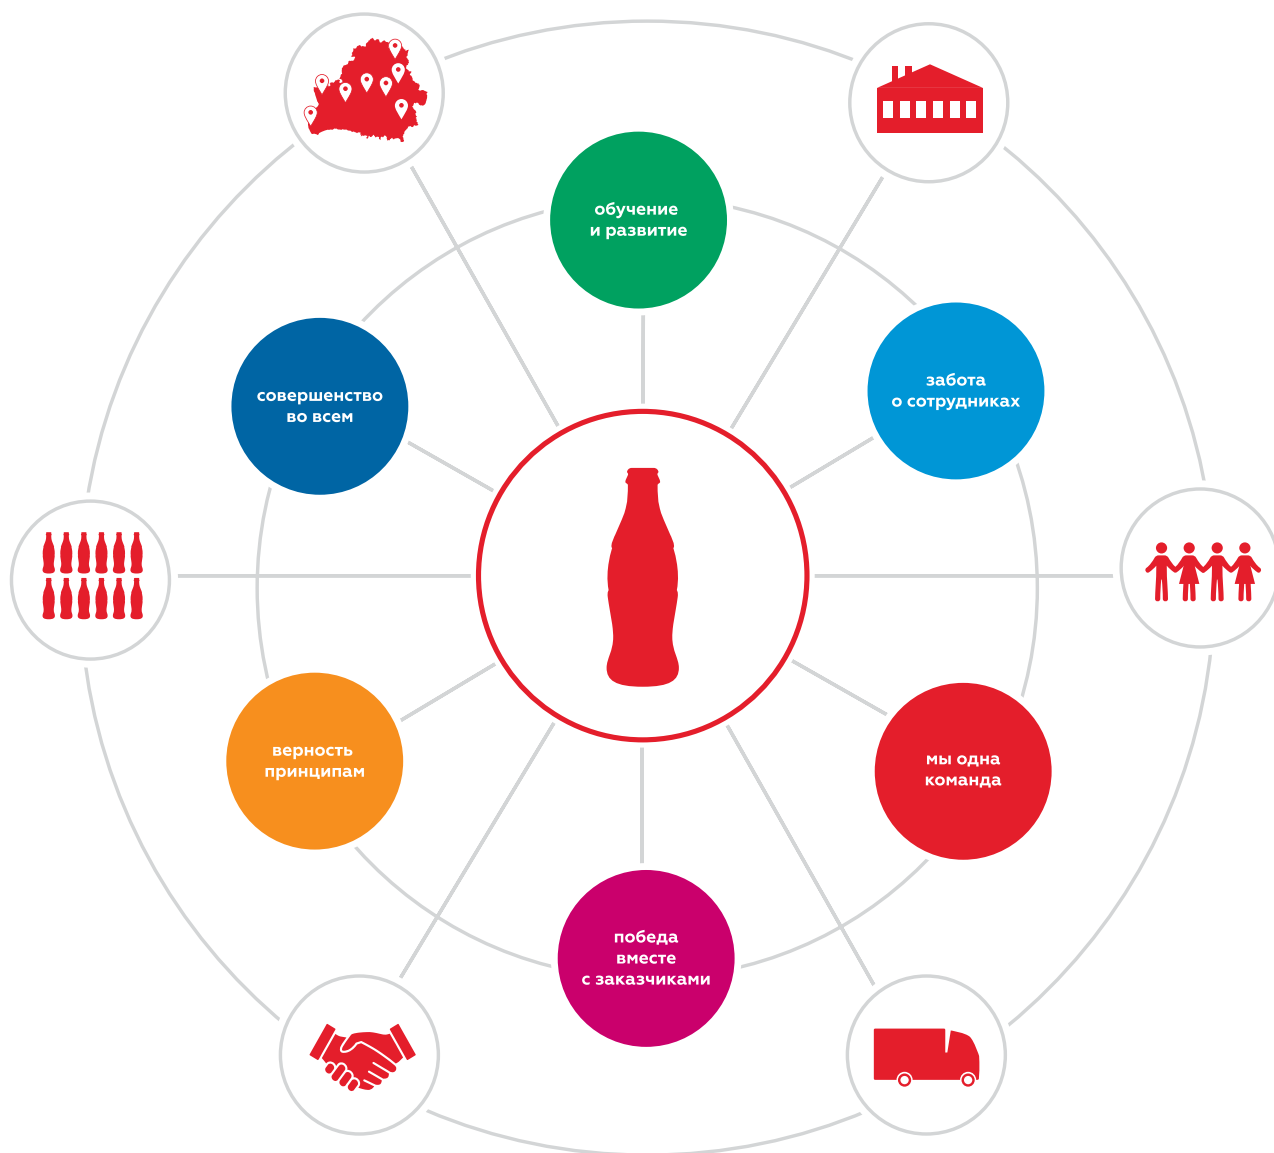 обучение
и развитие
забота
о сотрудниках
совершенство
во всем
верность
принципам
мы одна
команда
победа
вместе
с заказчиками